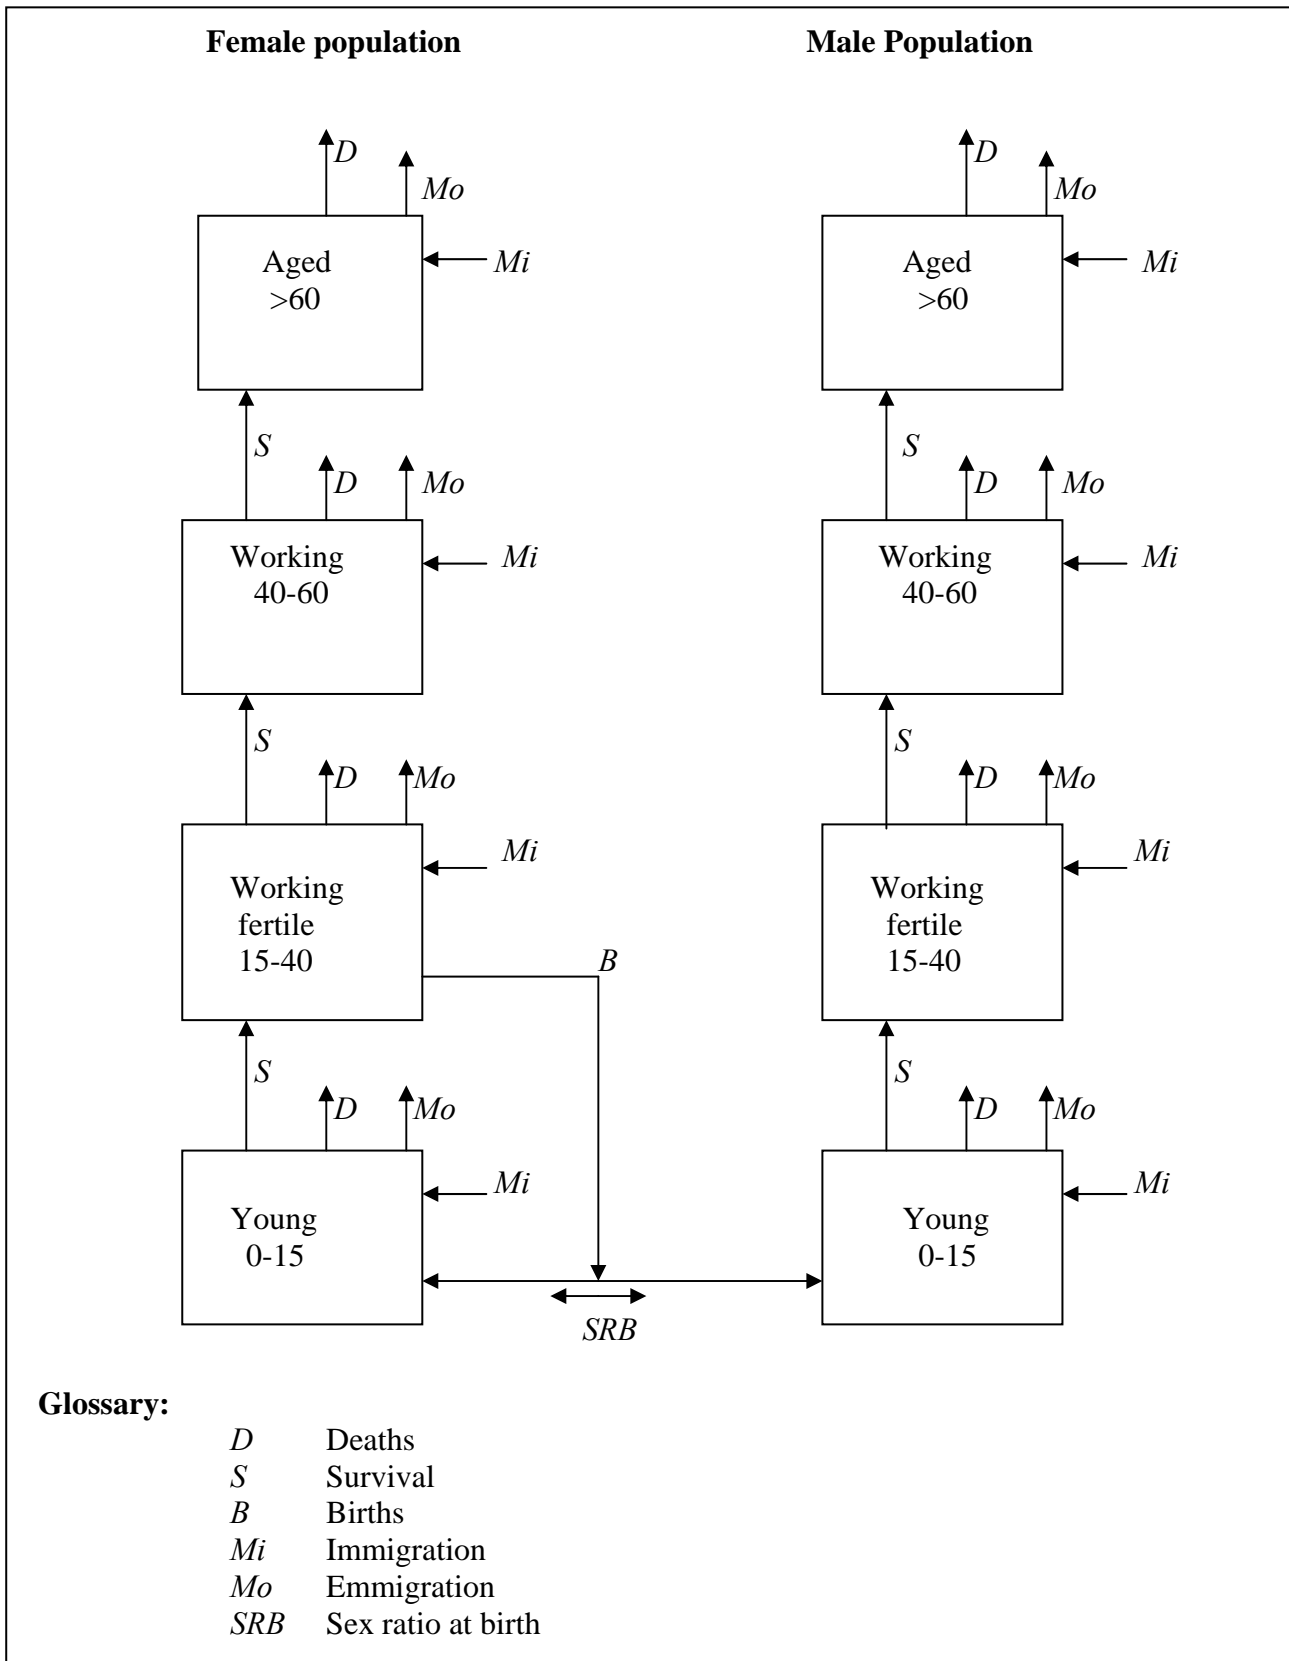 Female population
Male Population
D
Mo
Aged
>60
Mi
D
Mo
Aged
>60
Mi
S
D
Mo
Working
40-60
Mi
S
D
Mo
Working
40-60
Mi
S
D
Mo
Working
fertile
15-40
Mi
B
S
D
Mo
Working
fertile
15-40
Mi
S
D
Mo
Young
0-15
Mi
S
D
Mo
Young
0-15
Mi
SRB
Glossary:
D Deaths
S Survival
B Births
Mi Immigration
Mo Emmigration
SRB Sex ratio at birth